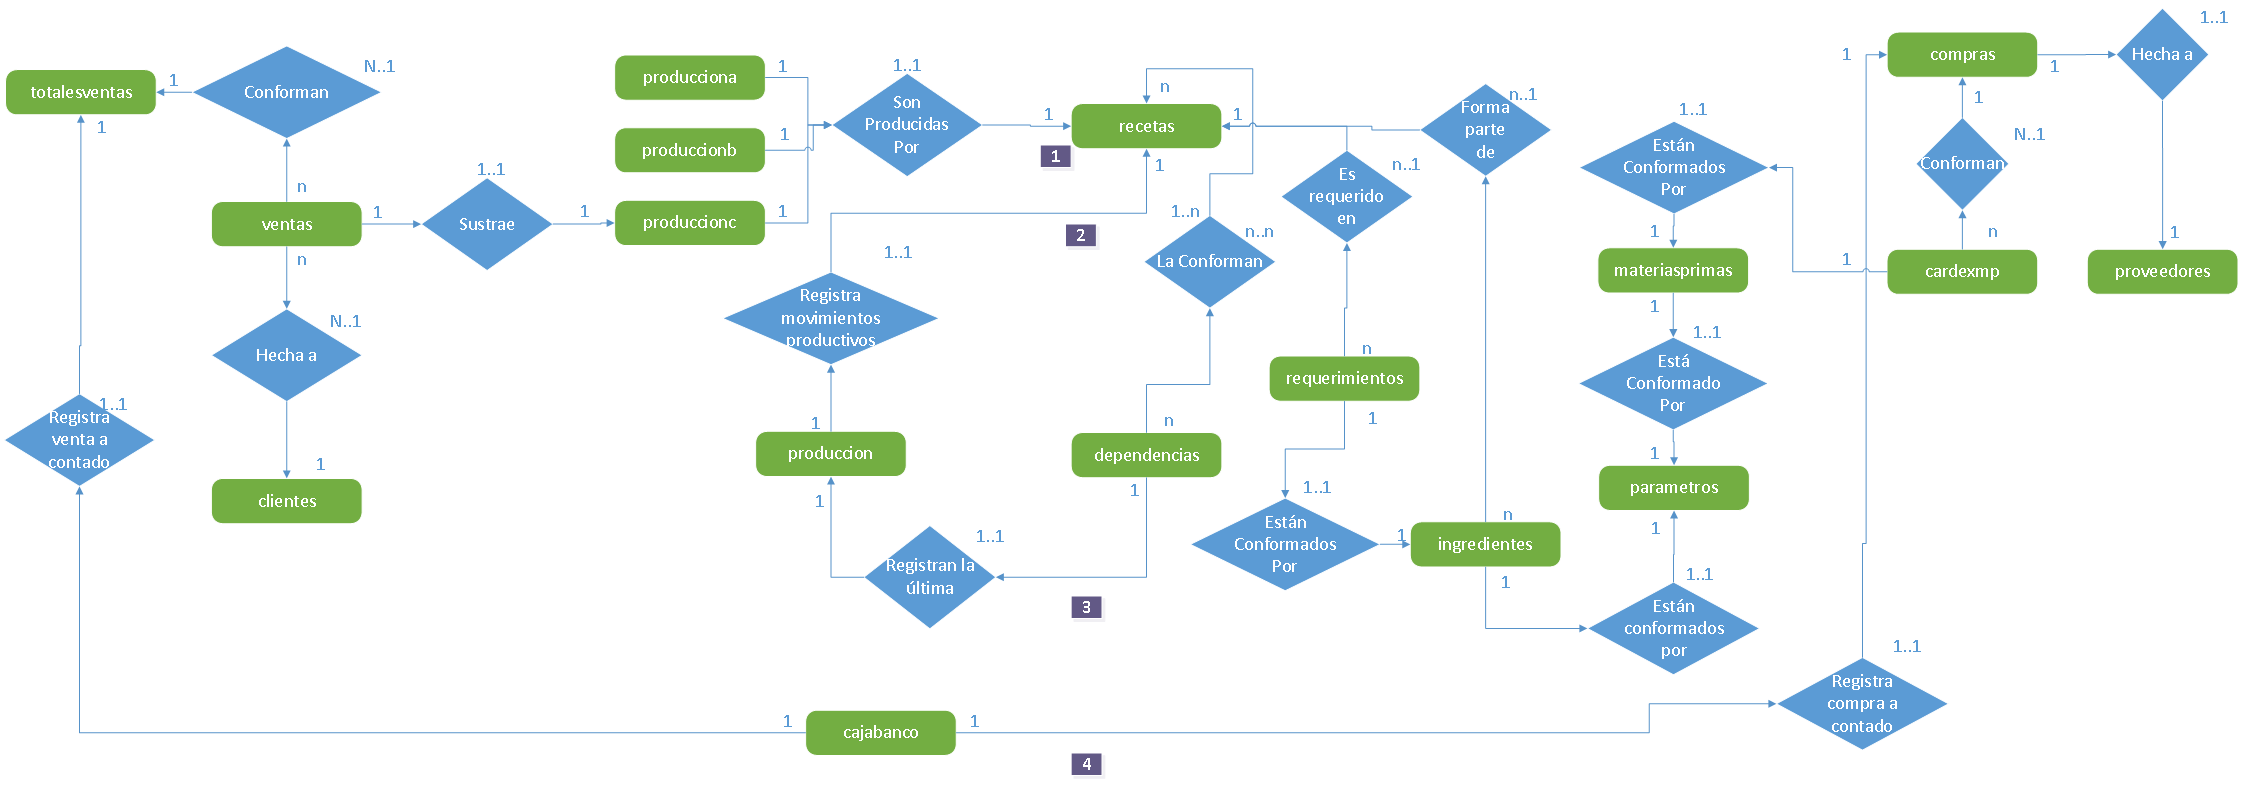 1..1
compras
Hecha a
1
1
producciona
1
1..1
N..1
totalesventas
1
Conforman
1
n
Son
Producidas
Por
1
recetas
1
Forma
parte
de
n..1
1..1
1
produccionb
1
1
Están
Conformados
Por
Conforman
N..1
n
1
1..1
1
Es
requerido
en
n..1
ventas
1
Sustrae
1
produccionc
1
1..n
n..n
1
n
1
n
2
1..1
La Conforman
1
materiasprimas
cardexmp
proveedores
N..1
Registra
movimientos
productivos
1
1..1
Hecha a
n
Está
Conformado
Por
requerimientos
1..1
Registra
venta a
contado
1
n
1
produccion
dependencias
1
1
clientes
1
1
1..1
parametros
1..1
Están
Conformados
Por
1
n
ingredientes
1
1
Registran la
última
1..1
3
Están
conformados
por
1..1
Registra
compra a
contado
1
cajabanco
1
4